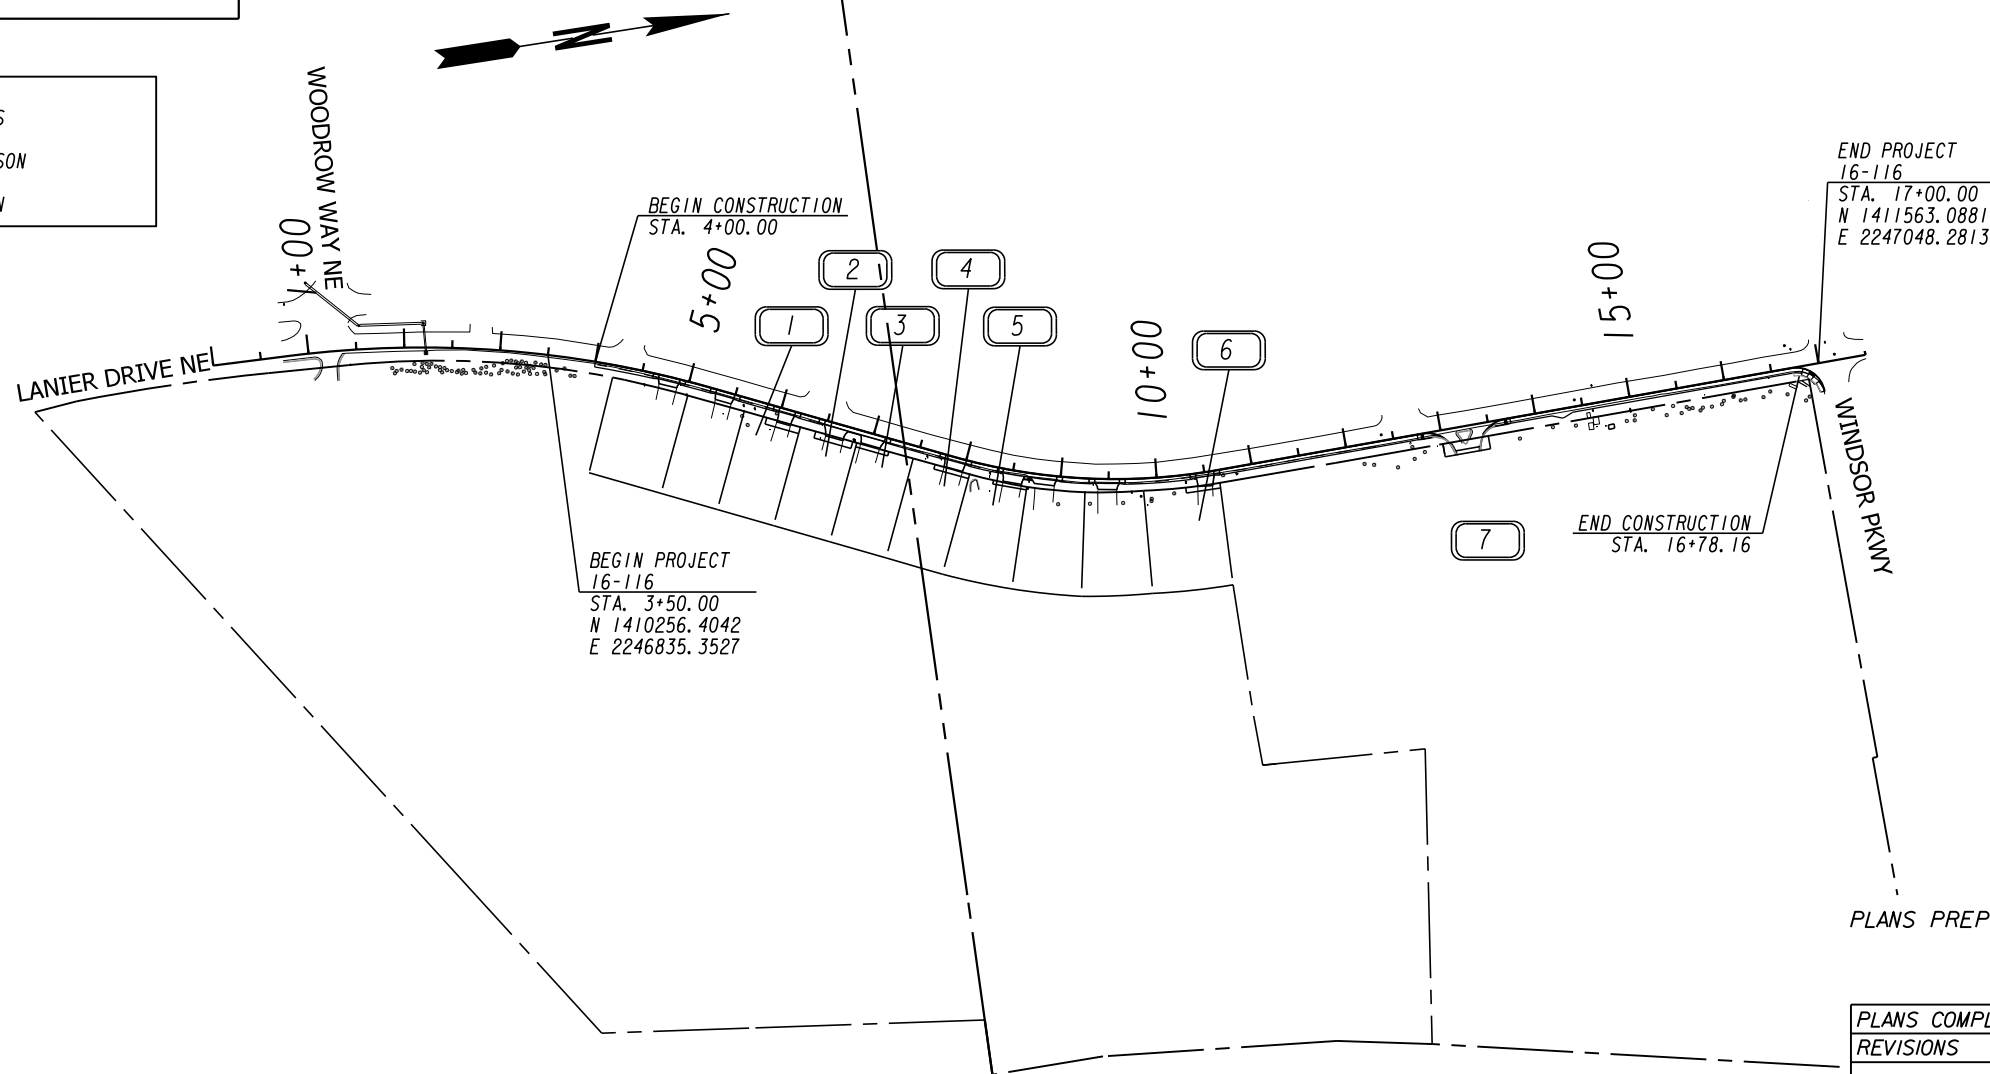 N
WOODROW WAY NE
1+00
LANIER DRIVE NE
BEGIN CONSTRUCTION
STA. 4+00.00
5+00
1
2
3
4
5
10+00
6
15+00
END PROJECT
16-116
STA. 17+00.00
N 1411563.0881
E 2247048.2813
BEGIN PROJECT
16-116
STA. 3+50.00
N 1410256.4042
E 2246835.3527
7
END CONSTRUCTION
STA. 16+78.16
WINDSOR PKWY
PLANS PREP
PLANS COMPL
REVISIONS